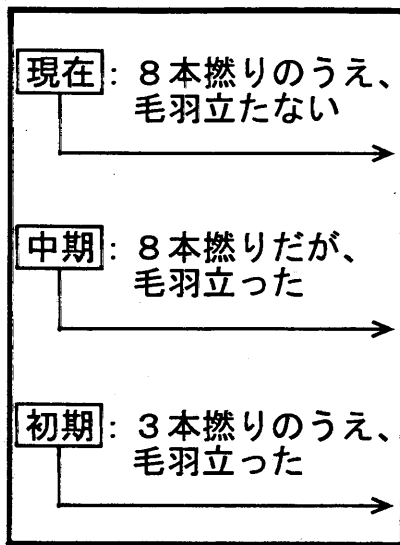 現在：８本撚りのうえ、
毛羽立たない
中期：８本撚りだが、
毛羽立った
初期：３本撚りのうえ、
毛羽立った